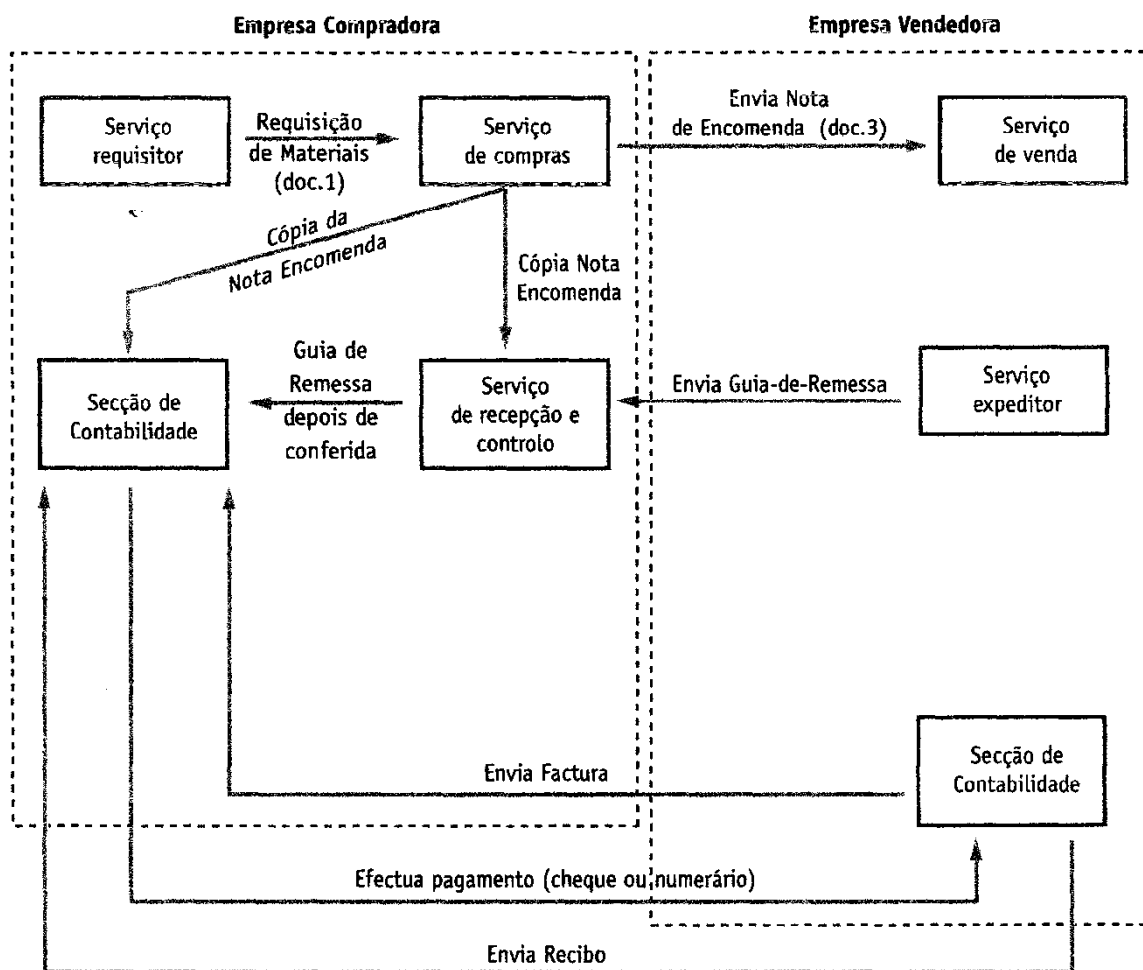 Empresa Compradora
Empresa Vendedora
Serviço
requisitor
Requisição
de Materiais
(doc.1)
Serviço
de compras
Envia Nota
de Encomenda (doc.3)
Serviço
de venda
Cópia da
Nota Encomenda
Cópia Nota
Encomenda
Secção de
Contabilidade
Guia de
Remessa
depois de
conferida
Serviço
de recepção e
controlo
Envia Guia-de-Remessa
Serviço
expeditor
Envia Factura
Secção de
Contabilidade
Efectua pagamento (cheque ou numerário)
Envia Recibo